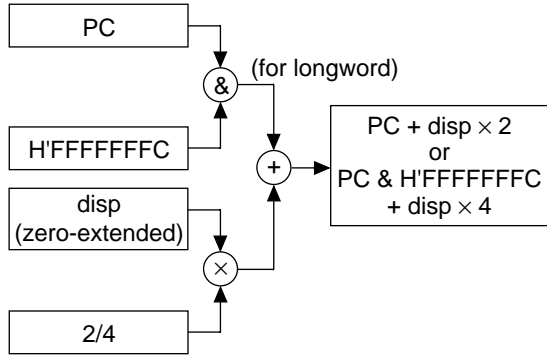 PC
&
(for longword)
H'FFFFFFFC
+
PC + disp × 2
or
PC & H'FFFFFFFC
+ disp × 4
disp
(zero-extended)
×
2/4